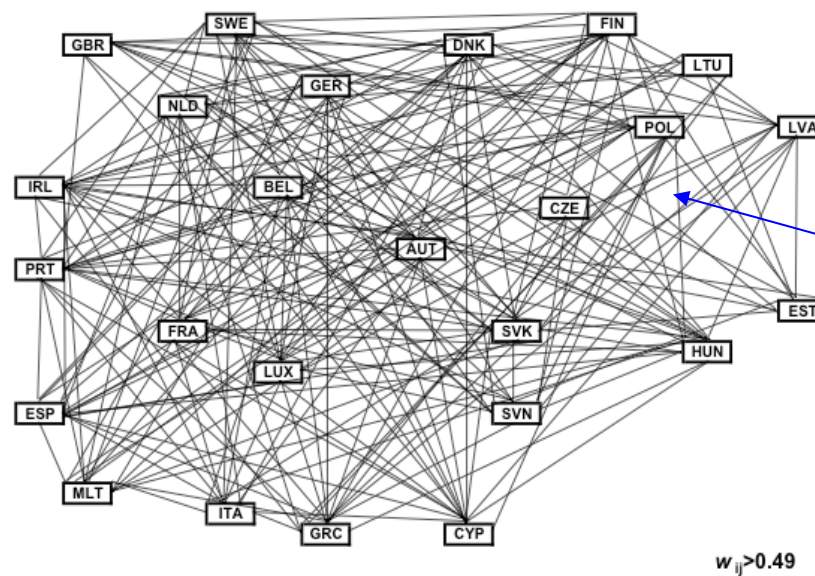 SWE
FIN
GBR
DNK
LTU
GER
NLD
POL
LVA
IRL
BEL
CZE
AUT
PRT
EST
FRA
SVK
HUN
LUX
ESP
SVN
MLT
ITA
GRC
CYP
w ij>0.49